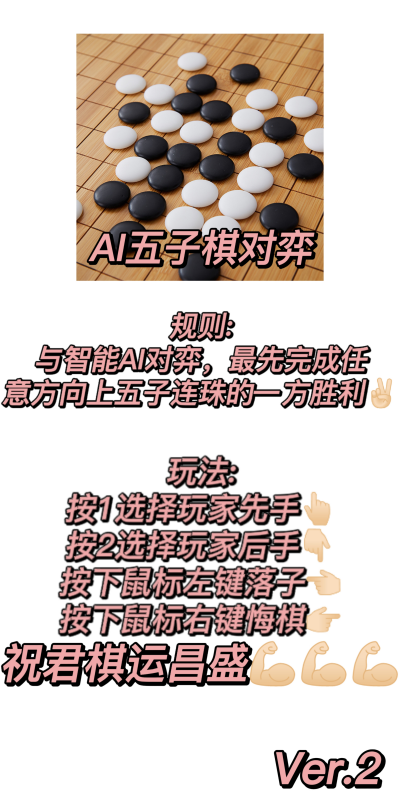 AI五子棋对弈
规则:
与智能AI对弈，最先完成任
意方向上五子连珠的一方胜利✌🏻
玩法:
按1选择玩家先手👆🏻
按2选择玩家后手👇🏻
按下鼠标左键落子👈🏻
按下鼠标右键悔棋👉🏻
祝君棋运昌盛💪🏻💪🏻💪🏻
Ver.2